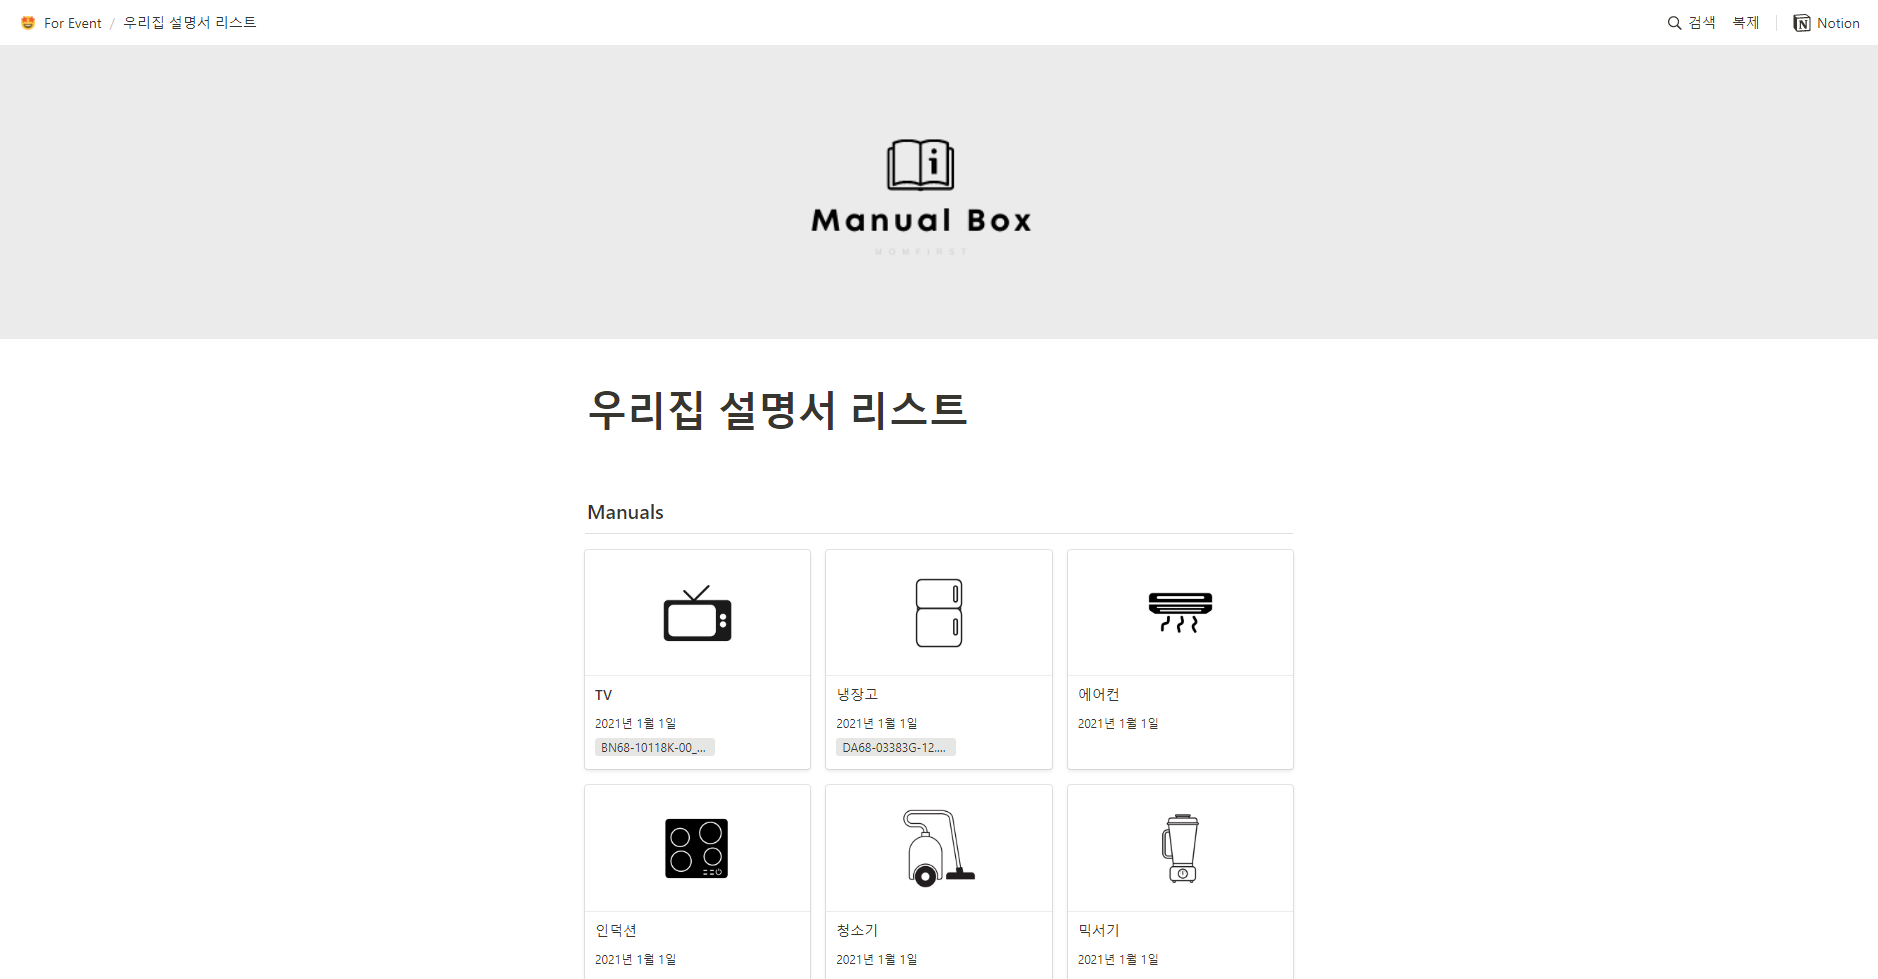 For Event / 우리집 설명서 리스트
검색 복제 Notion
Manual Box
MOMFIRST
우리집 설명서 리스트
Manuals
TV
2021년 1월 1일
BN68-10118K-00_...
냉장고
2021년 1월 1일
DA68-03383G-12....
에어컨
2021년 1월 1일
인덕션
2021년 1월 1일
청소기
2021년 1월 1일
믹서기
2021년 1월 1일